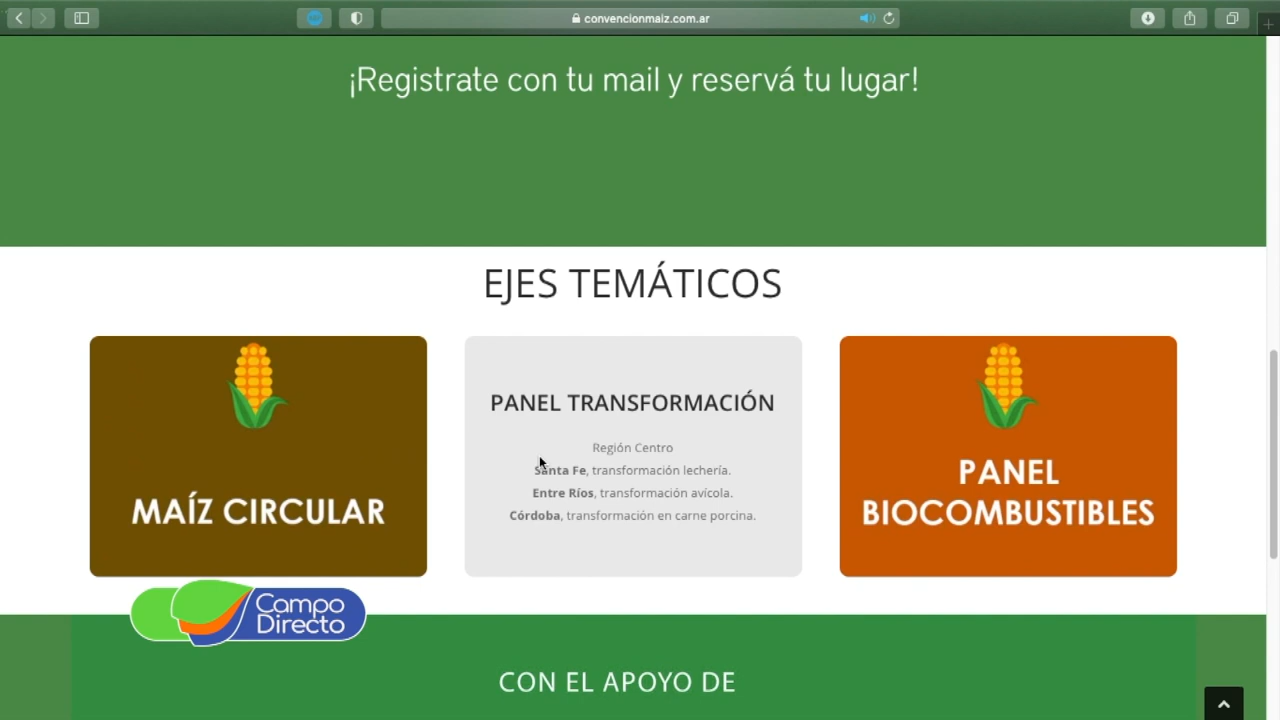 convencionmaiz.com.ar
¡Registrate con tu mail y reservá tu lugar!
EJES TEMÁTICOS
MAÍZ CIRCULAR
PANEL TRANSFORMACIÓN
Región Centro
Santa Fe, transformación lechería.
Entre Ríos, transformación avícola.
Córdoba, transformación en carne porcina.
PANEL
BIOCOMBUSTIBLES
Campo
Directo
CON EL APOYO DE